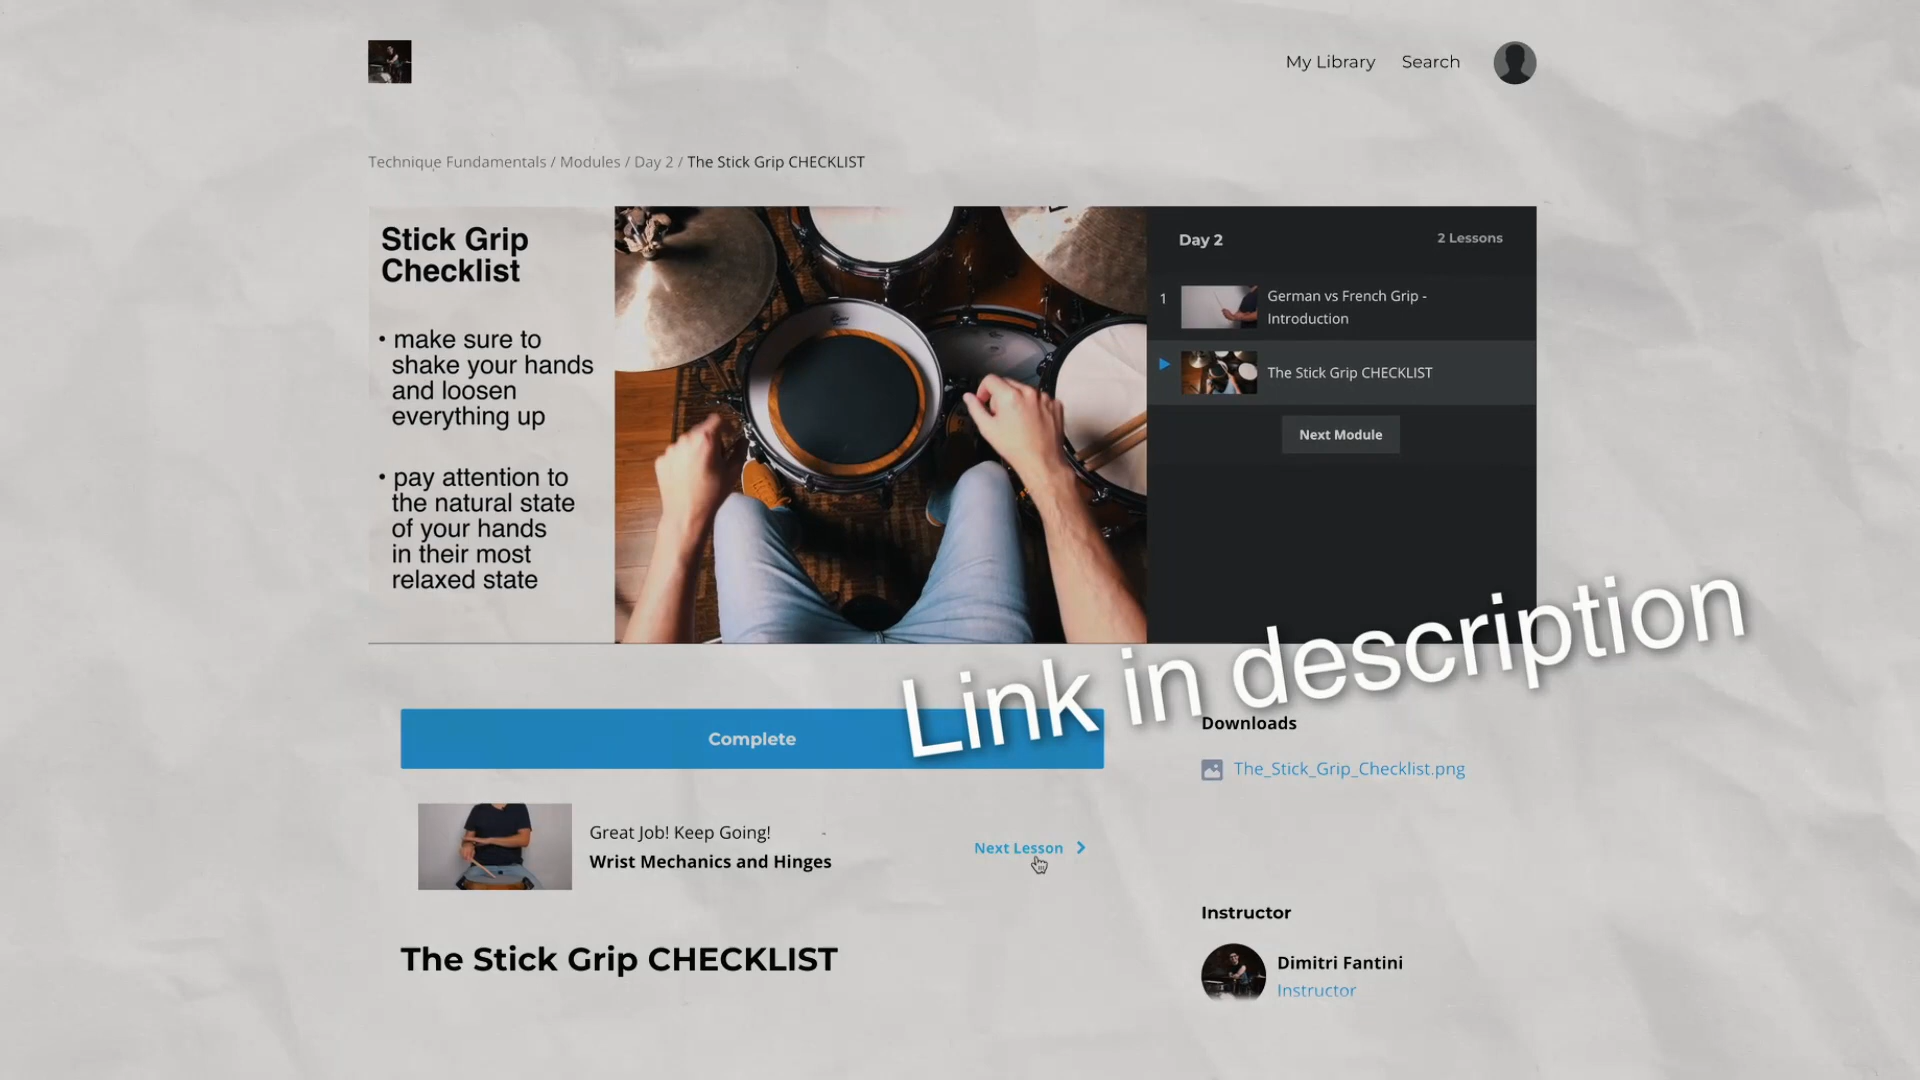 My Library
Search
Technique Fundamentals / Modules / Day 2 / The Stick Grip CHECKLIST
Stick Grip
Checklist
• make sure to
shake your hands
and loosen
everything up
• pay attention to
the natural state
of your hands
in their most
relaxed state
Day 2
2 Lessons
1
German vs French Grip -
Introduction
The Stick Grip CHECKLIST
Next Module
Link in description
Complete
Great Job! Keep Going!
Wrist Mechanics and Hinges
Next Lesson
The Stick Grip CHECKLIST
Downloads
The_Stick_Grip_Checklist.png
Instructor
Dimitri Fantini
Instructor